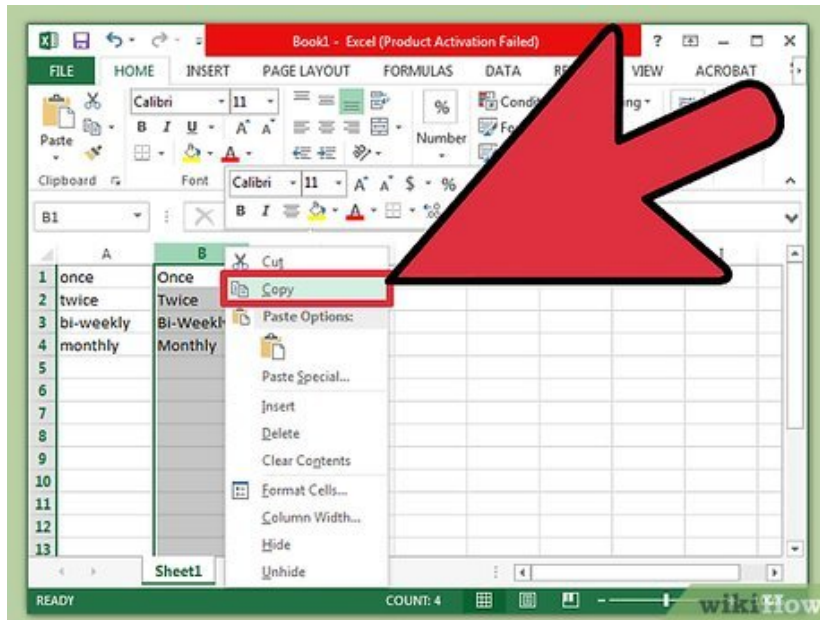 Book1 - Excel (Product Activation Failed)
FILE HOME INSERT PAGE LAYOUT FORMULAS DATA VIEW ACROBAT
Calibri 11
%
Paste
B I U A
Number
Clipboard Font
Calibri 11 A A $ %
B I A
B1
A B
1 once Once
2 twice Twice
3 bi-weekly
4 monthly Monthly
5
6
7
8
9
10
11
12
13
Cut
Copy
Paste Options:
Paste Special...
Insert
Delete
Clear Contents
Format Cells...
Column Width...
Hide
Unhide
Sheet1
READY COUNT: 4
wikiHow